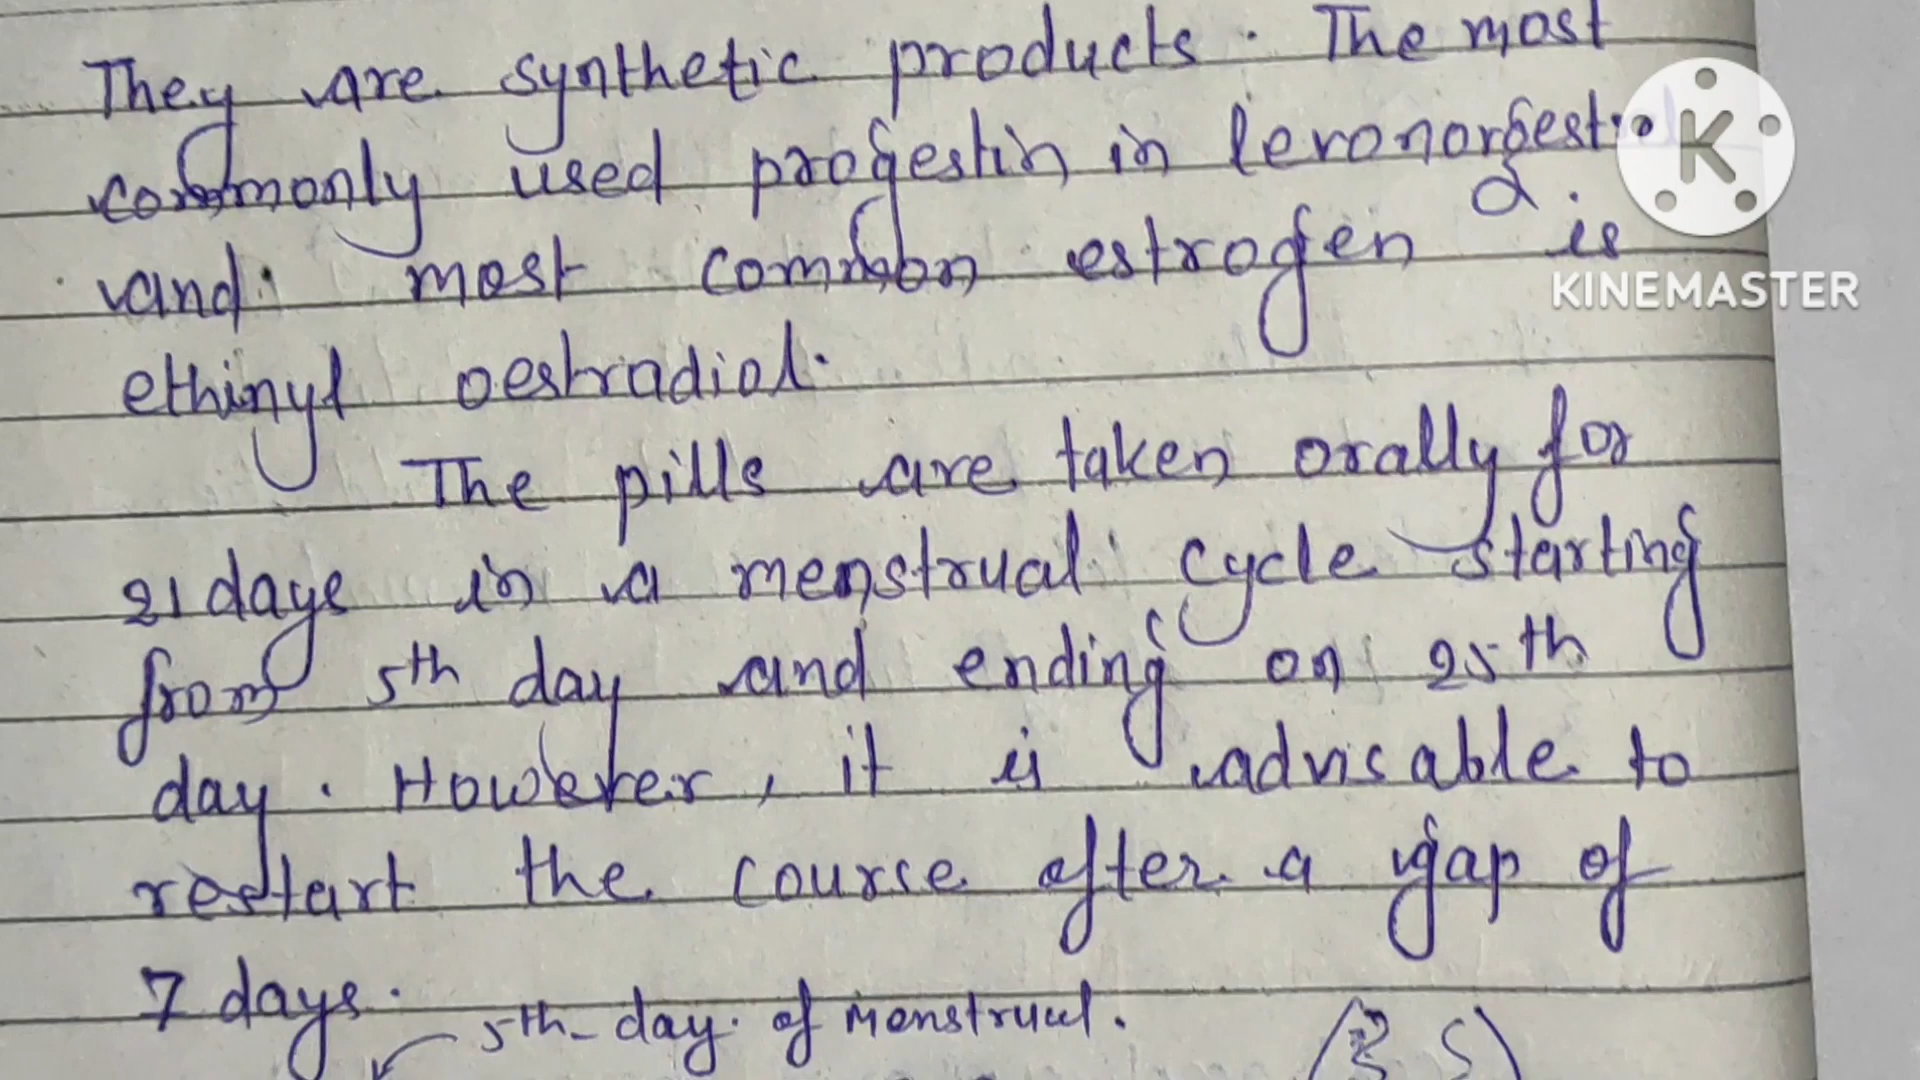 They are synthetic products. The most
commonly used progestin in levonorgestrol
and most common estrogen is
ethinyl oestradiol.
The pills are taken orally for
21 days in a menstrual cycle starting
from 5th day and ending on 25th
day. However, it is advisable to
restart the course after a gap of
7 days.
5th day of menstrual.
K
KINEMASTER